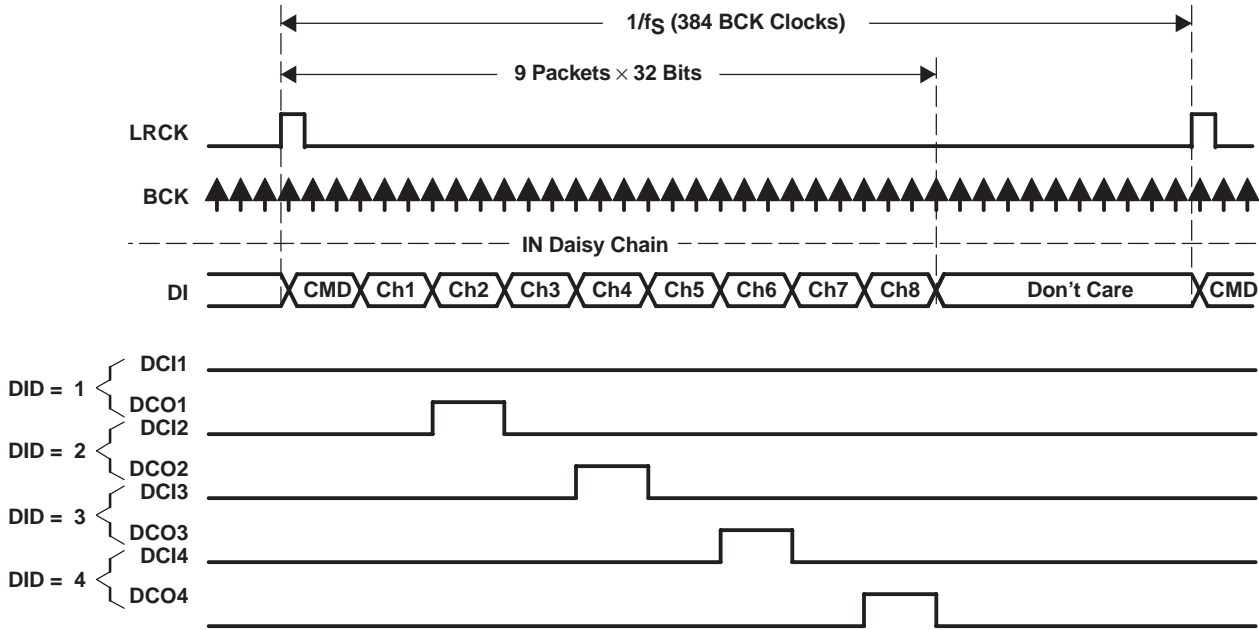 1/fS (384 BCK Clocks)
9 Packets × 32 Bits
LRCK
BCK
IN Daisy Chain
DI CMD Ch1 Ch2 Ch3 Ch4 Ch5 Ch6 Ch7 Ch8 Don't Care CMD
DCI1
DID = 1
DCO1
DCI2
DID = 2
DCO2
DCI3
DID = 3
DCO3
DCI4
DID = 4
DCO4